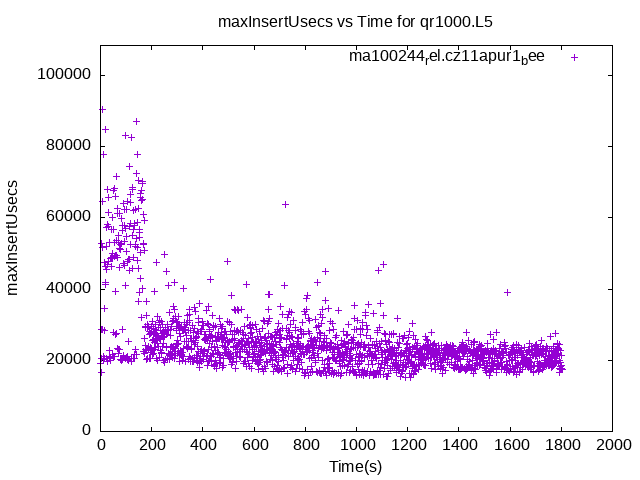 maxInsertUsecs vs Time for qr1000.L5
ma100244rel.cz11apur1bee
100000
80000
60000
40000
20000
0
maxInsertUsecs
0 200 400 600 800 1000 1200 1400 1600 1800 2000
Time(s)